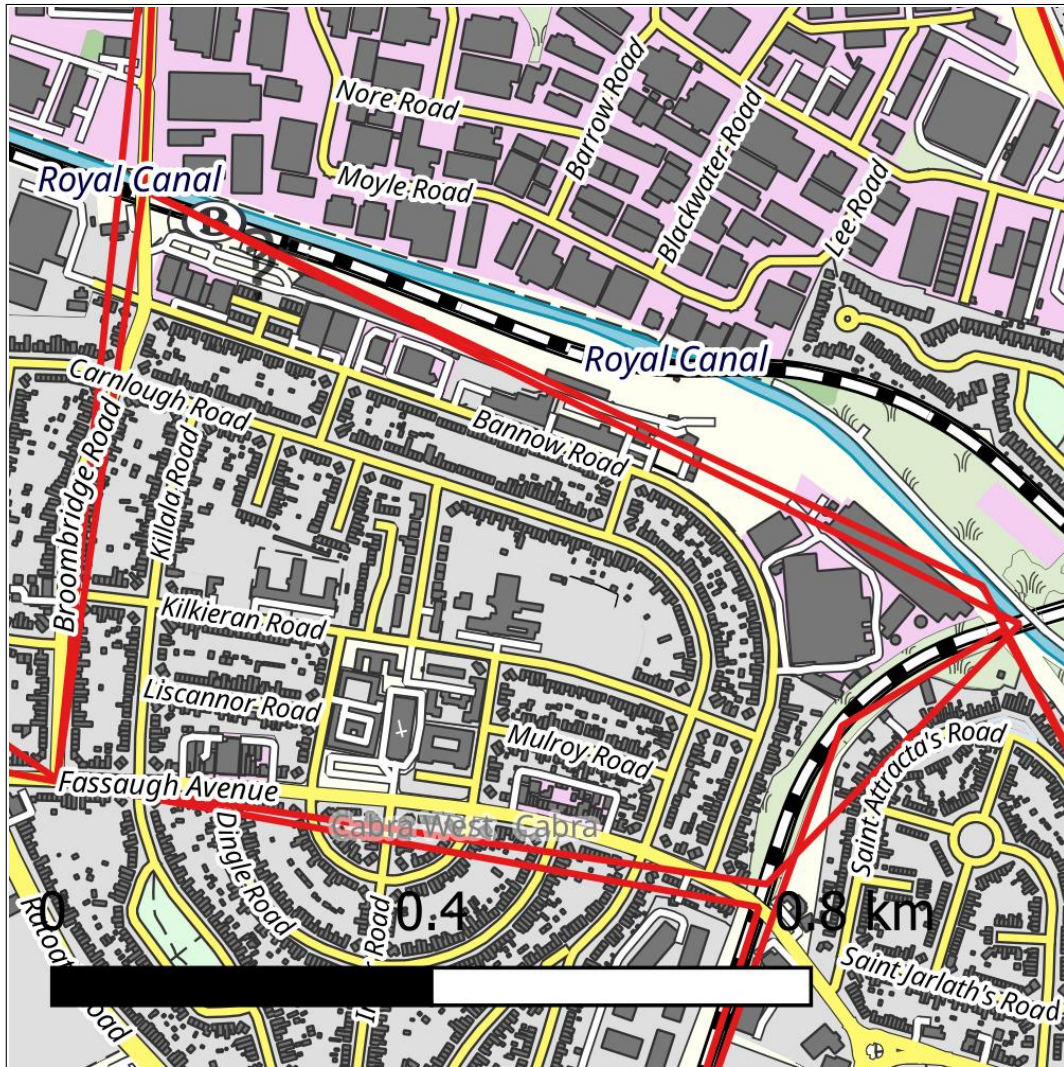 Nore Road
Barrow Road
Blackwater Road
Moyle Road
Lee Road
Royal Canal
R
Royal Canal
Carnlough Road
Bannow Road
Broombridge Road
Killala Road
Kilkieran Road
Liscannor Road
Mulroy Road
Saint Attracta's Road
Fassaugh Avenue
Cabra West Cabra
Dingle Road
Road
0
0.4
0.8 km
Saint Jarlath's Road